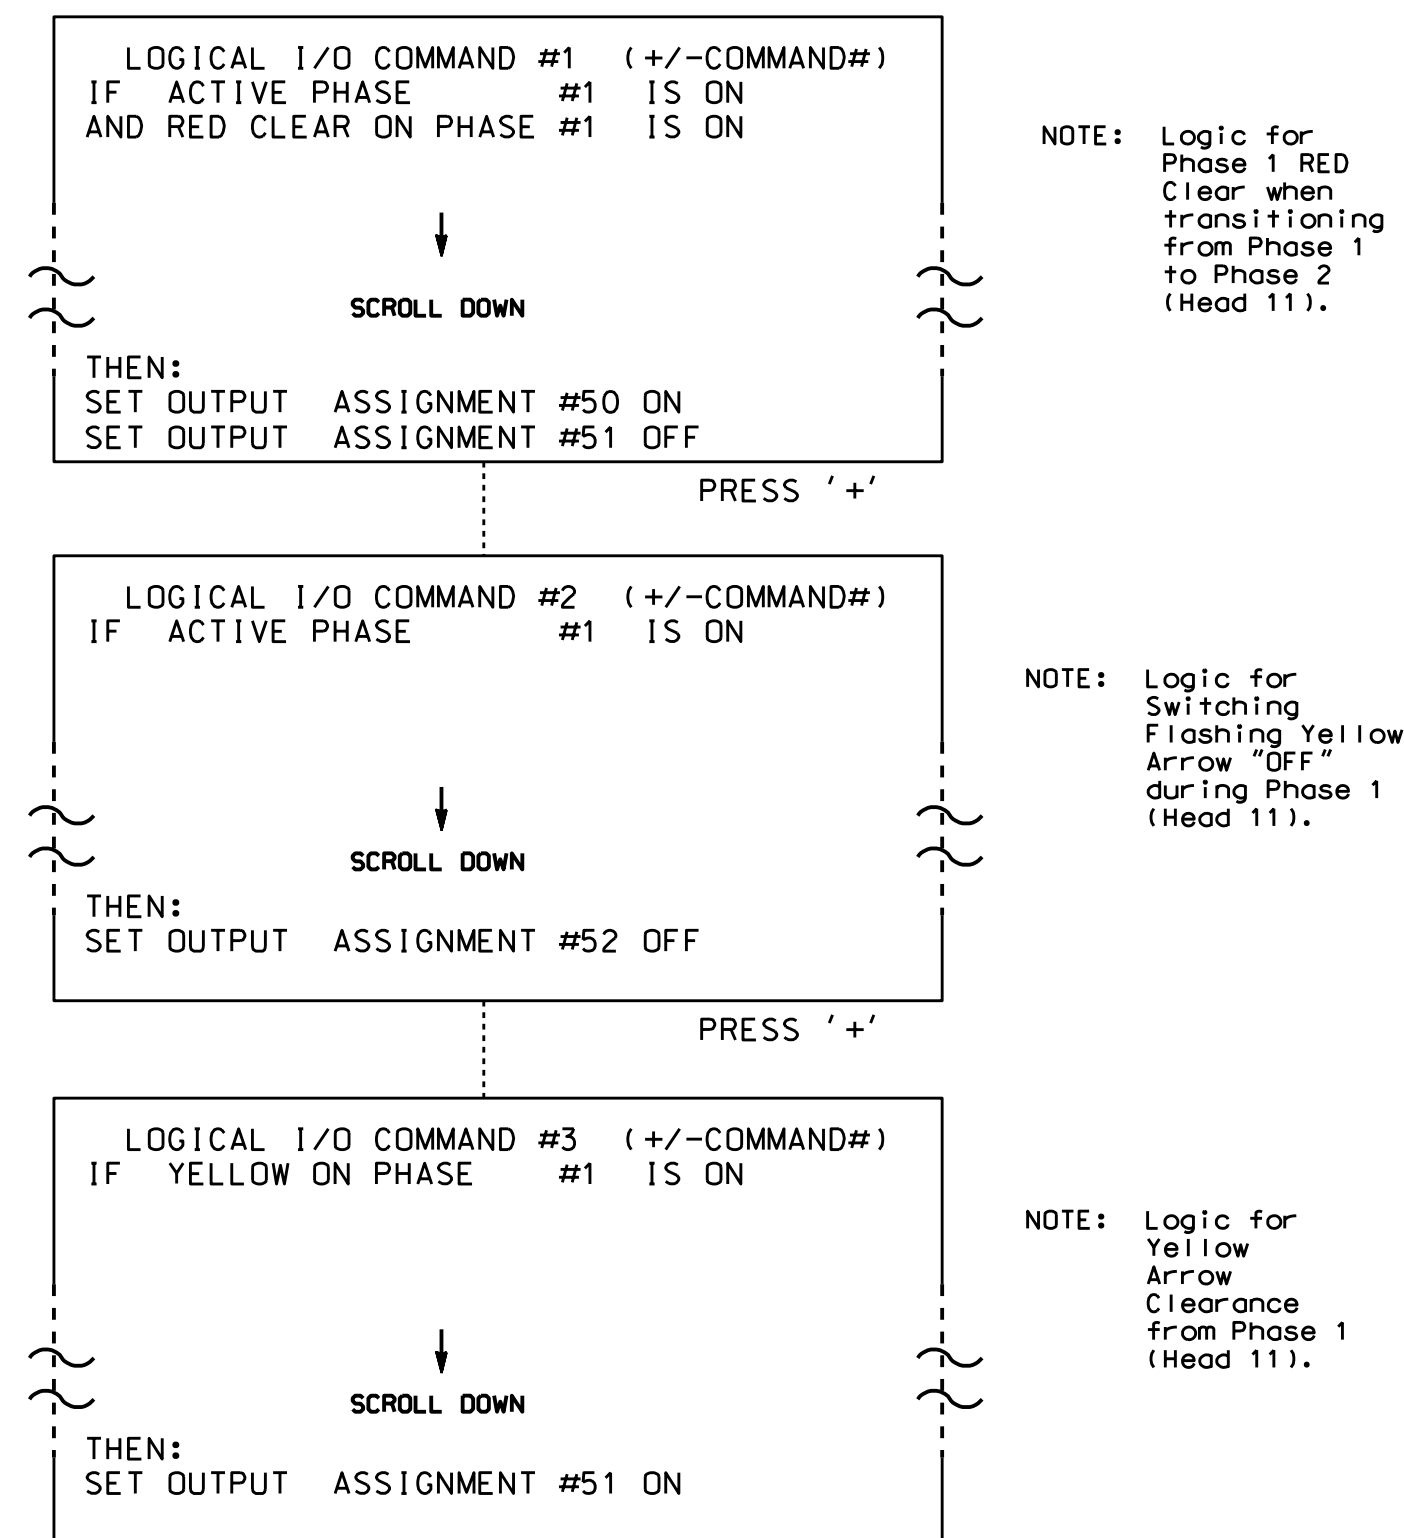 LOGICAL I/O COMMAND #1 (+/-COMMAND#)
IF ACTIVE PHASE #1 IS ON
AND RED CLEAR ON PHASE #1 IS ON
NOTE: Logic for
Phase 1 RED
Clear when
transitioning
from Phase 1
to Phase 2
(Head 11).
SCROLL DOWN
THEN:
SET OUTPUT ASSIGNMENT #50 ON
SET OUTPUT ASSIGNMENT #51 OFF
PRESS '+'
LOGICAL I/O COMMAND #2 (+/-COMMAND#)
IF ACTIVE PHASE #1 IS ON
NOTE: Logic for
Switching
Flashing Yellow
Arrow "OFF"
during Phase 1
(Head 11).
SCROLL DOWN
THEN:
SET OUTPUT ASSIGNMENT #52 OFF
PRESS '+'
LOGICAL I/O COMMAND #3 (+/-COMMAND#)
IF YELLOW ON PHASE #1 IS ON
NOTE: Logic for
Yellow
Arrow
Clearance
from Phase 1
(Head 11).
SCROLL DOWN
THEN:
SET OUTPUT ASSIGNMENT #51 ON